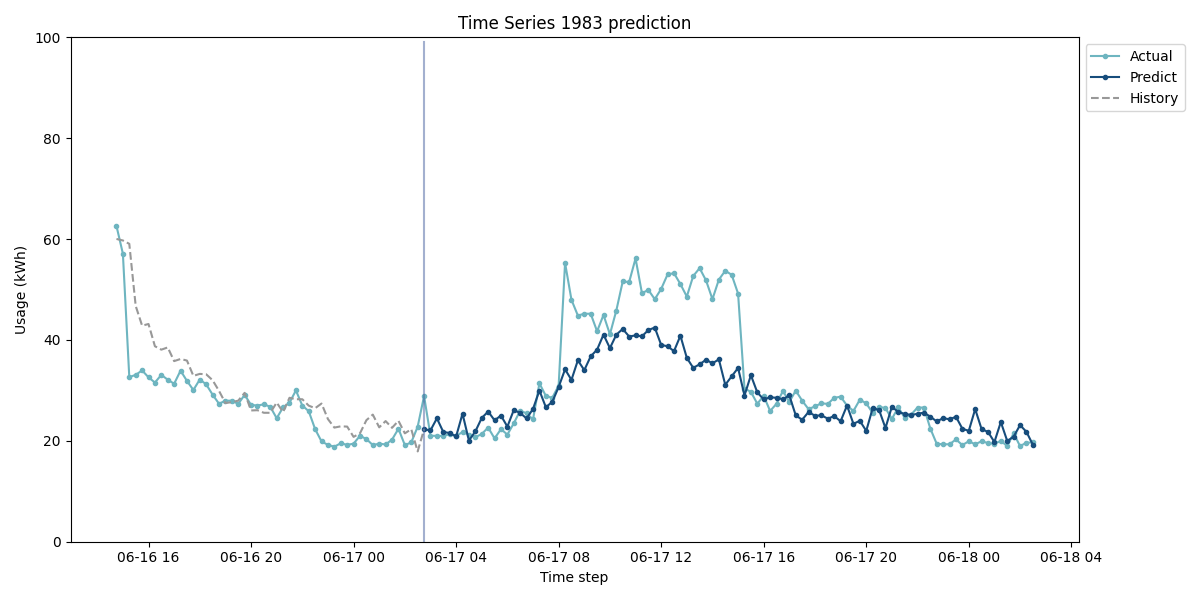 Time Series 1983 prediction
100
80
60
40
20
0
Usage (kWh)
06-16 16
06-16 20
06-17 00
06-17 04
06-17 08
06-17 12
06-17 16
06-17 20
06-18 00
06-18 04
Time step
Actual
Predict
History